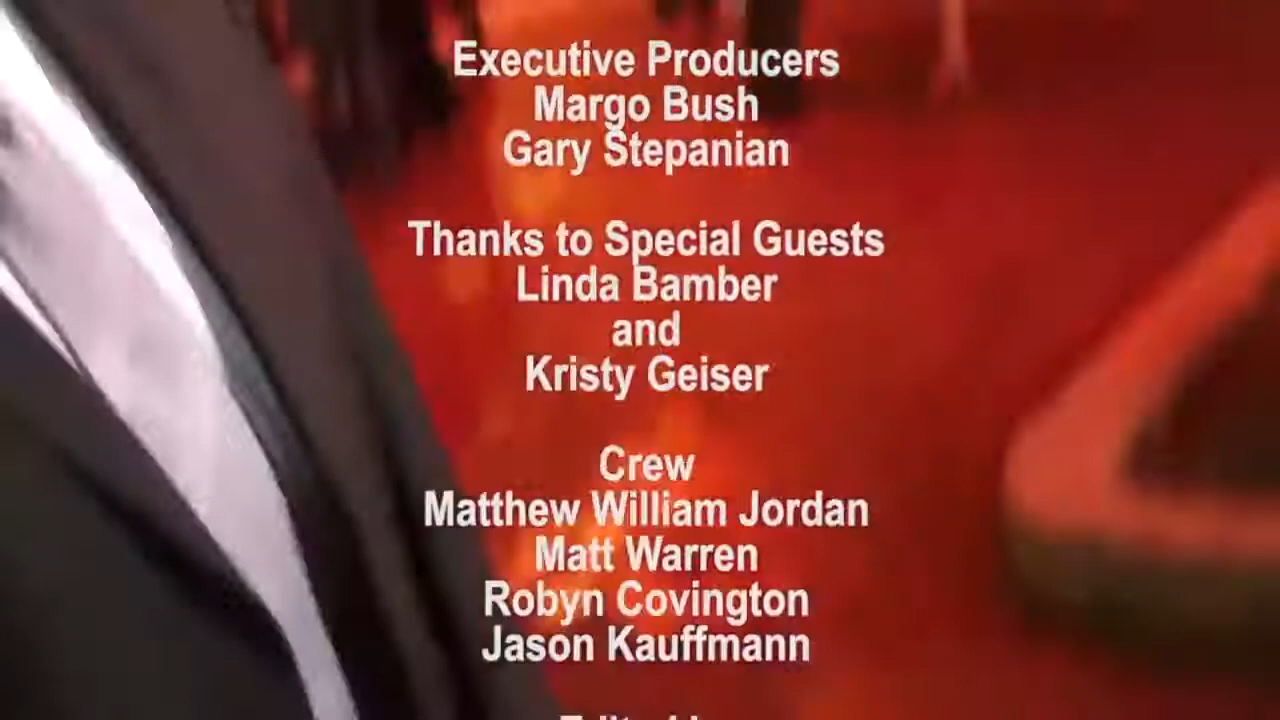 Executive Producers
Margo Bush
Gary Stepanian
Thanks to Special Guests
Linda Bamber
and
Kristy Geiser
Crew
Matthew William Jordan
Matt Warren
Robyn Covington
Jason Kauffmann